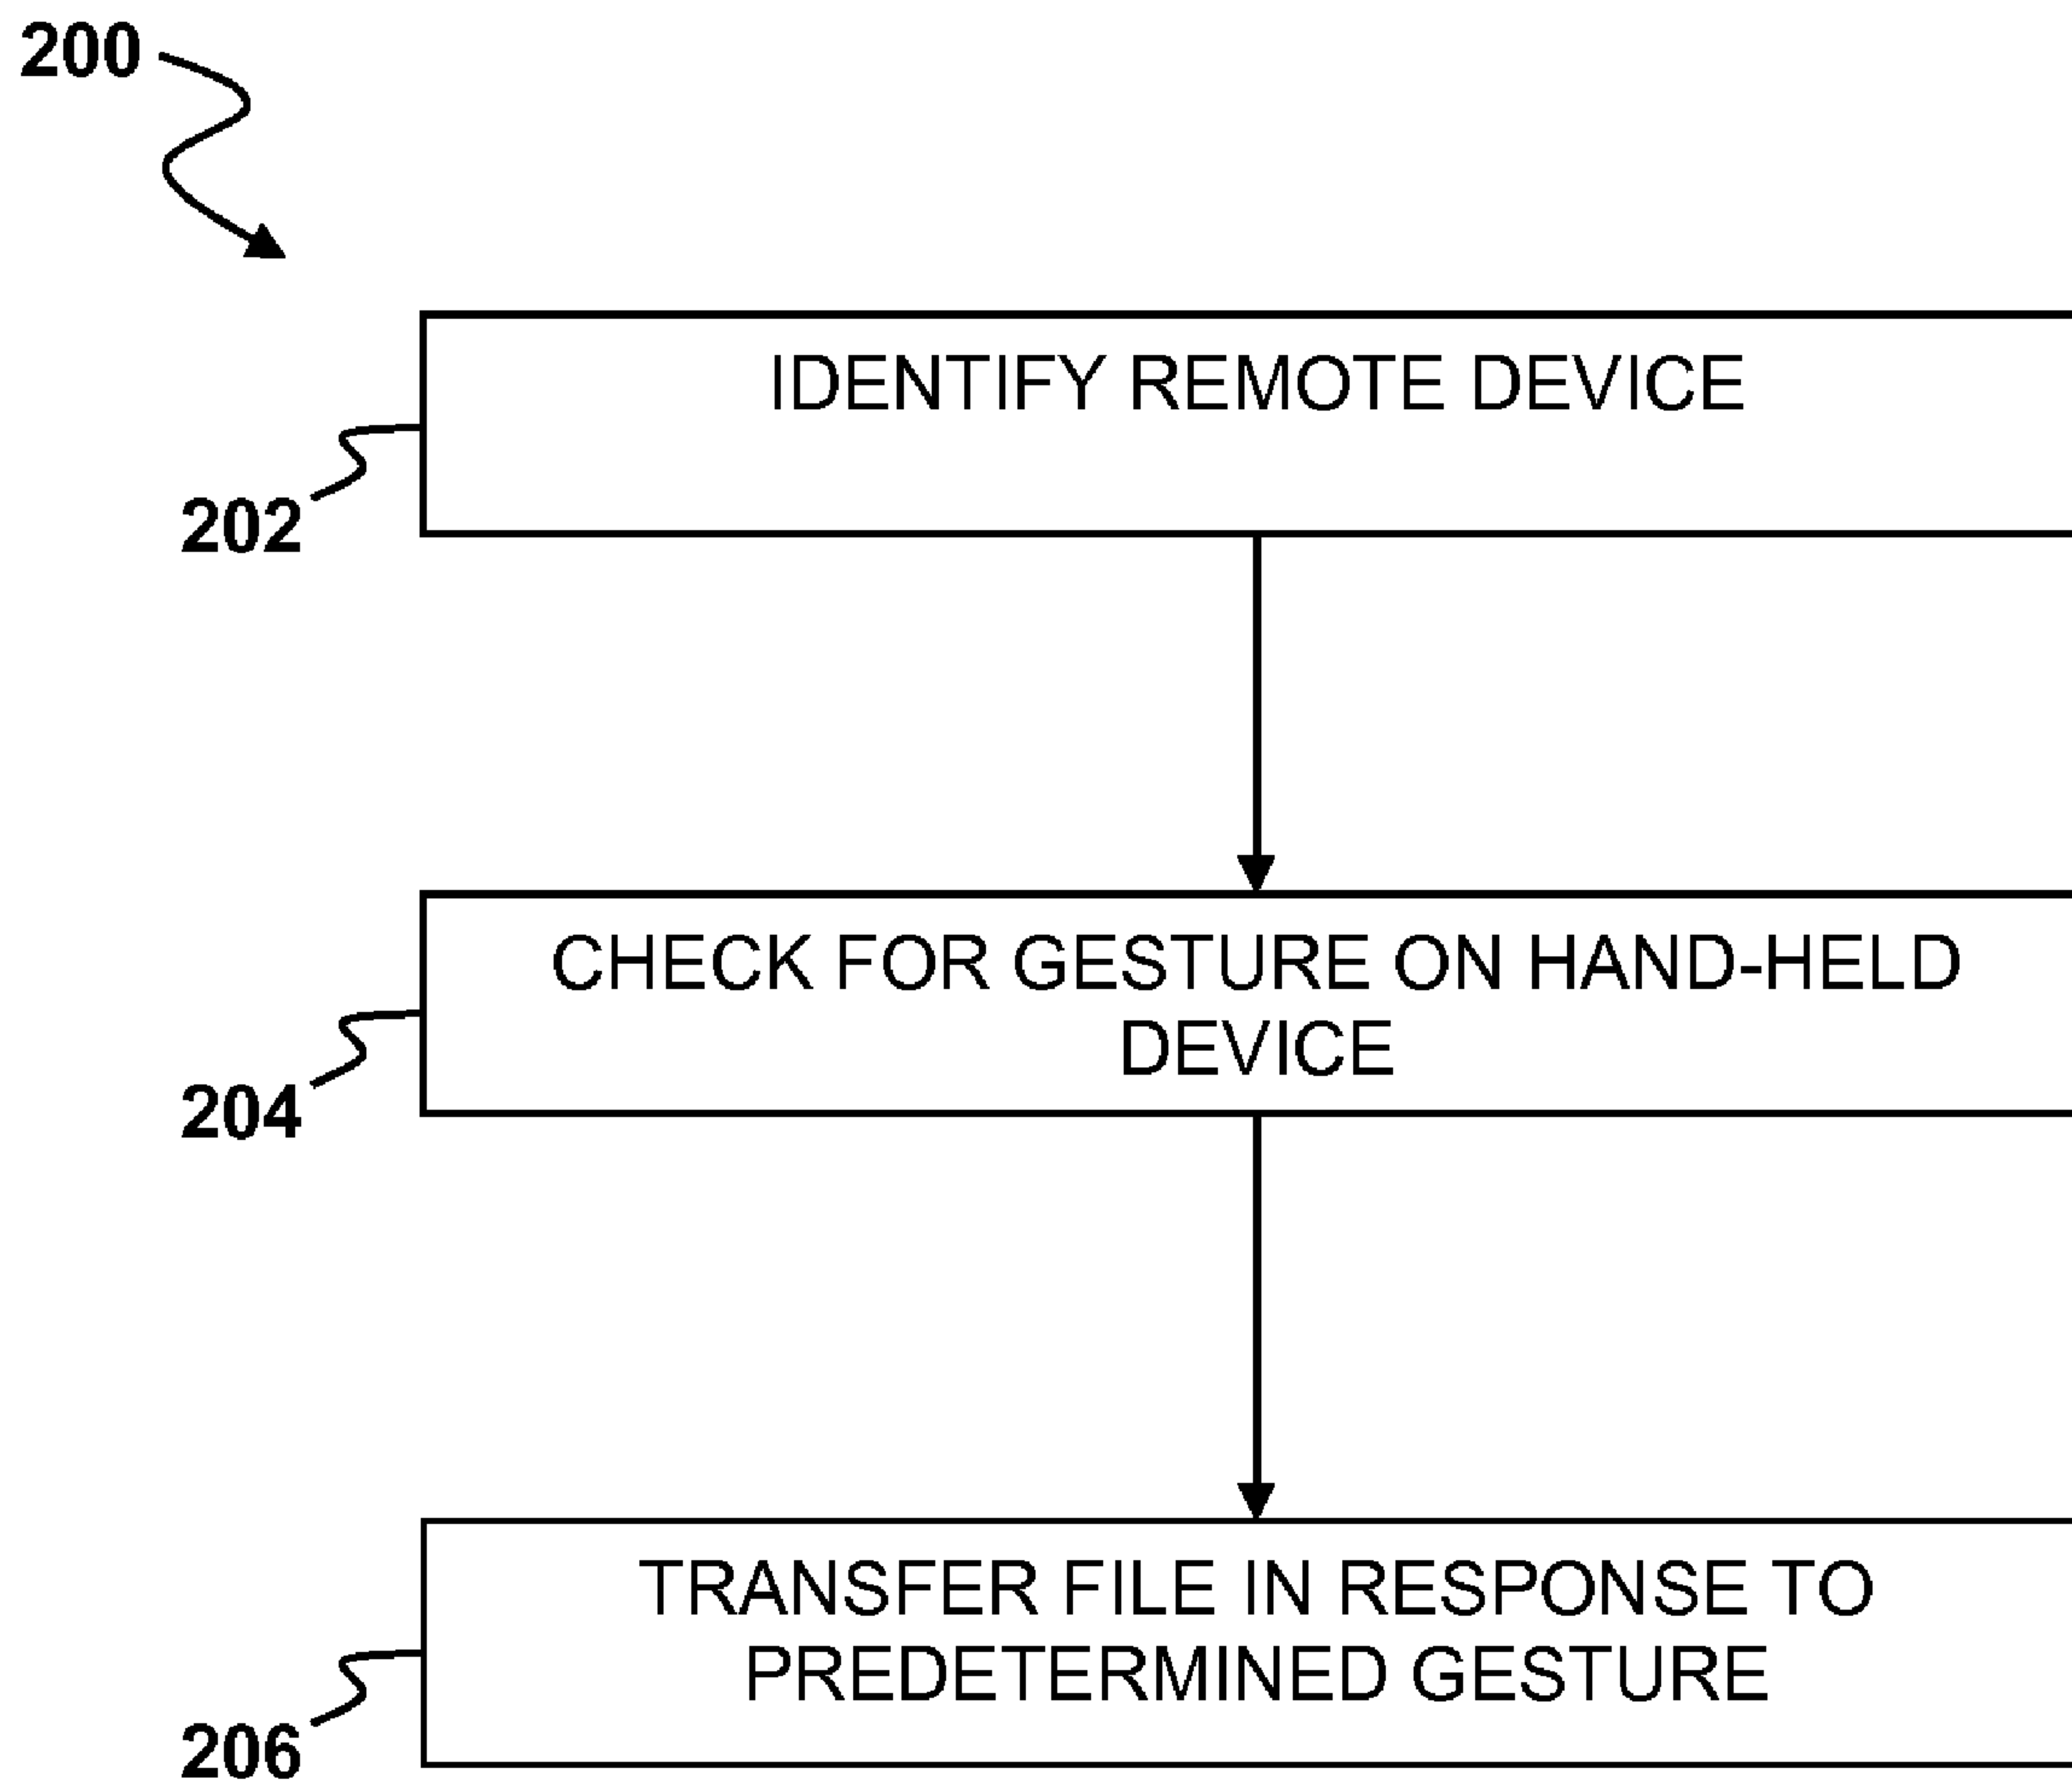 200
IDENTIFY REMOTE DEVICE
202
CHECK FOR GESTURE ON HAND-HELD
DEVICE
204
TRANSFER FILE IN RESPONSE TO
PREDETERMINED GESTURE
206